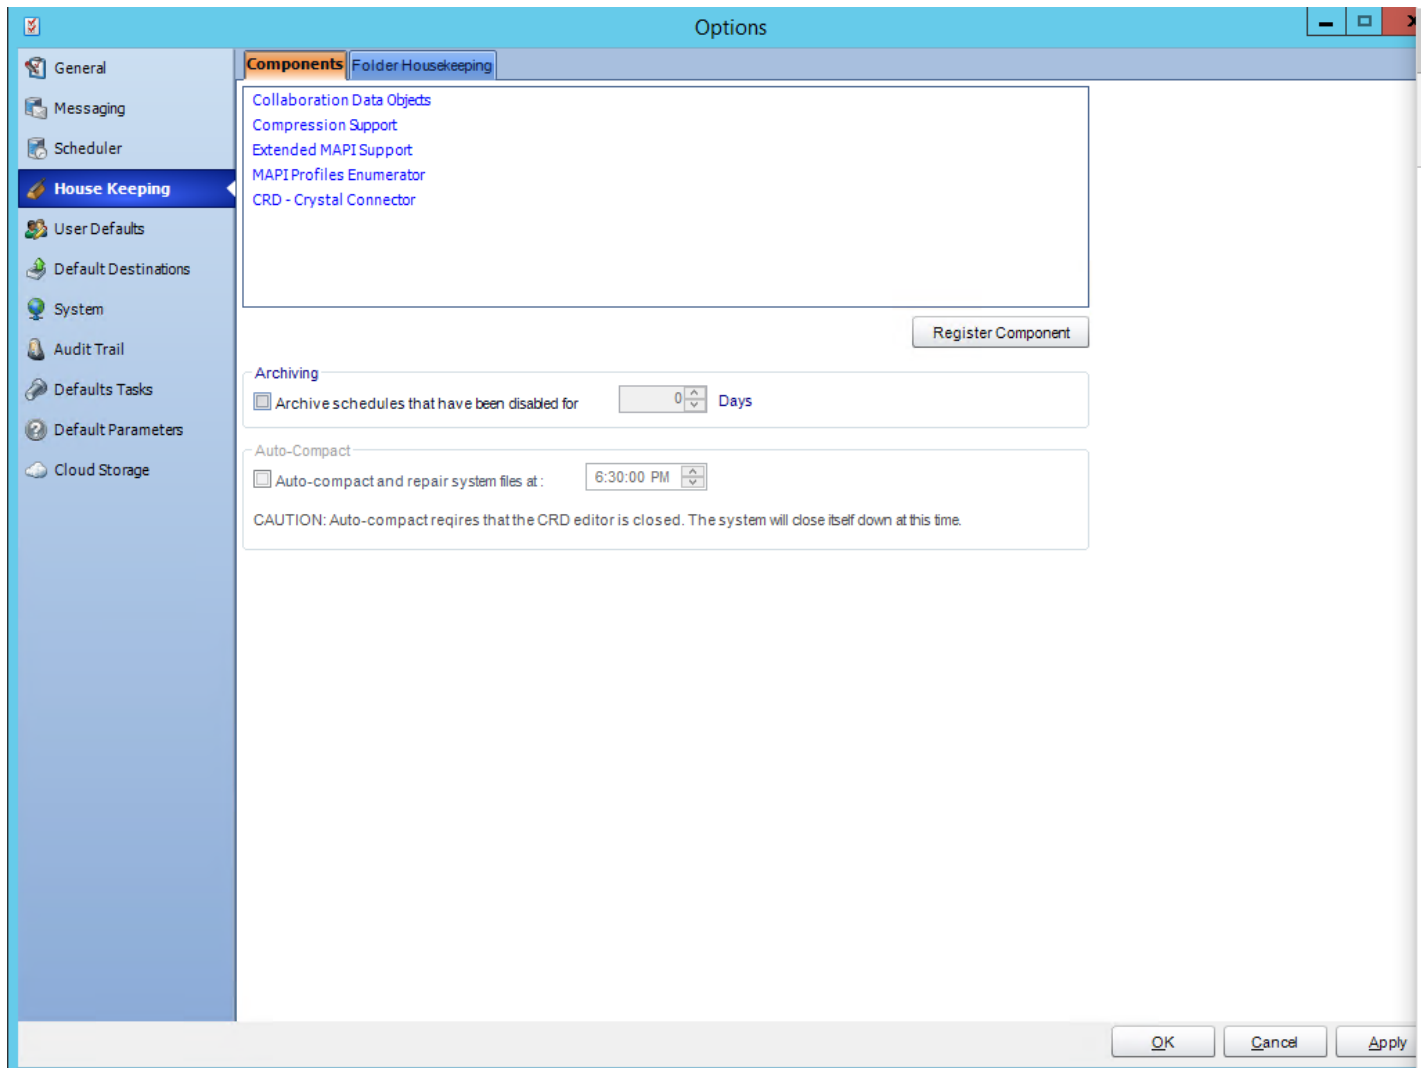 Options
General
Messaging
Scheduler
House Keeping
User Defaults
Default Destinations
System
Audit Trail
Defaults Tasks
Default Parameters
Cloud Storage
Components Folder Housekeeping
Collaboration Data Objects
Compression Support
Extended MAPI Support
MAPI Profiles Enumerator
CRD - Crystal Connector
Register Component
Archiving
Archive schedules that have been disabled for 0 Days
Auto-Compact
Auto-compact and repair system files at : 6:30:00 PM
CAUTION: Auto-compact reqires that the CRD editor is closed. The system will close itself down at this time.
OK Cancel Apply